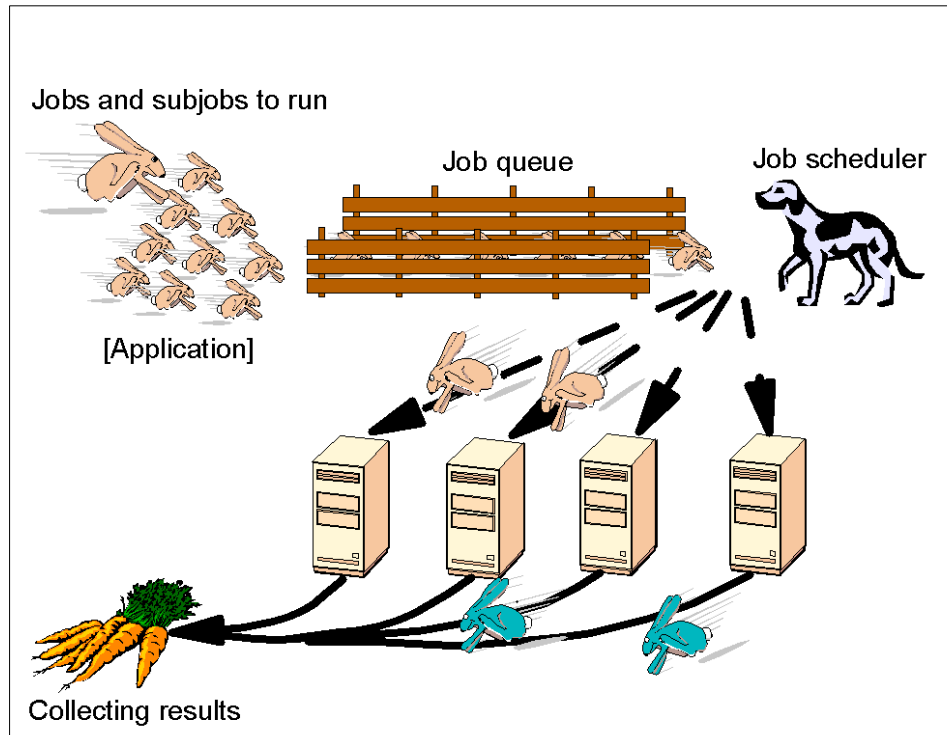 Jobs and subjobs to run
Job queue
Job scheduler
[Application]
Collecting results